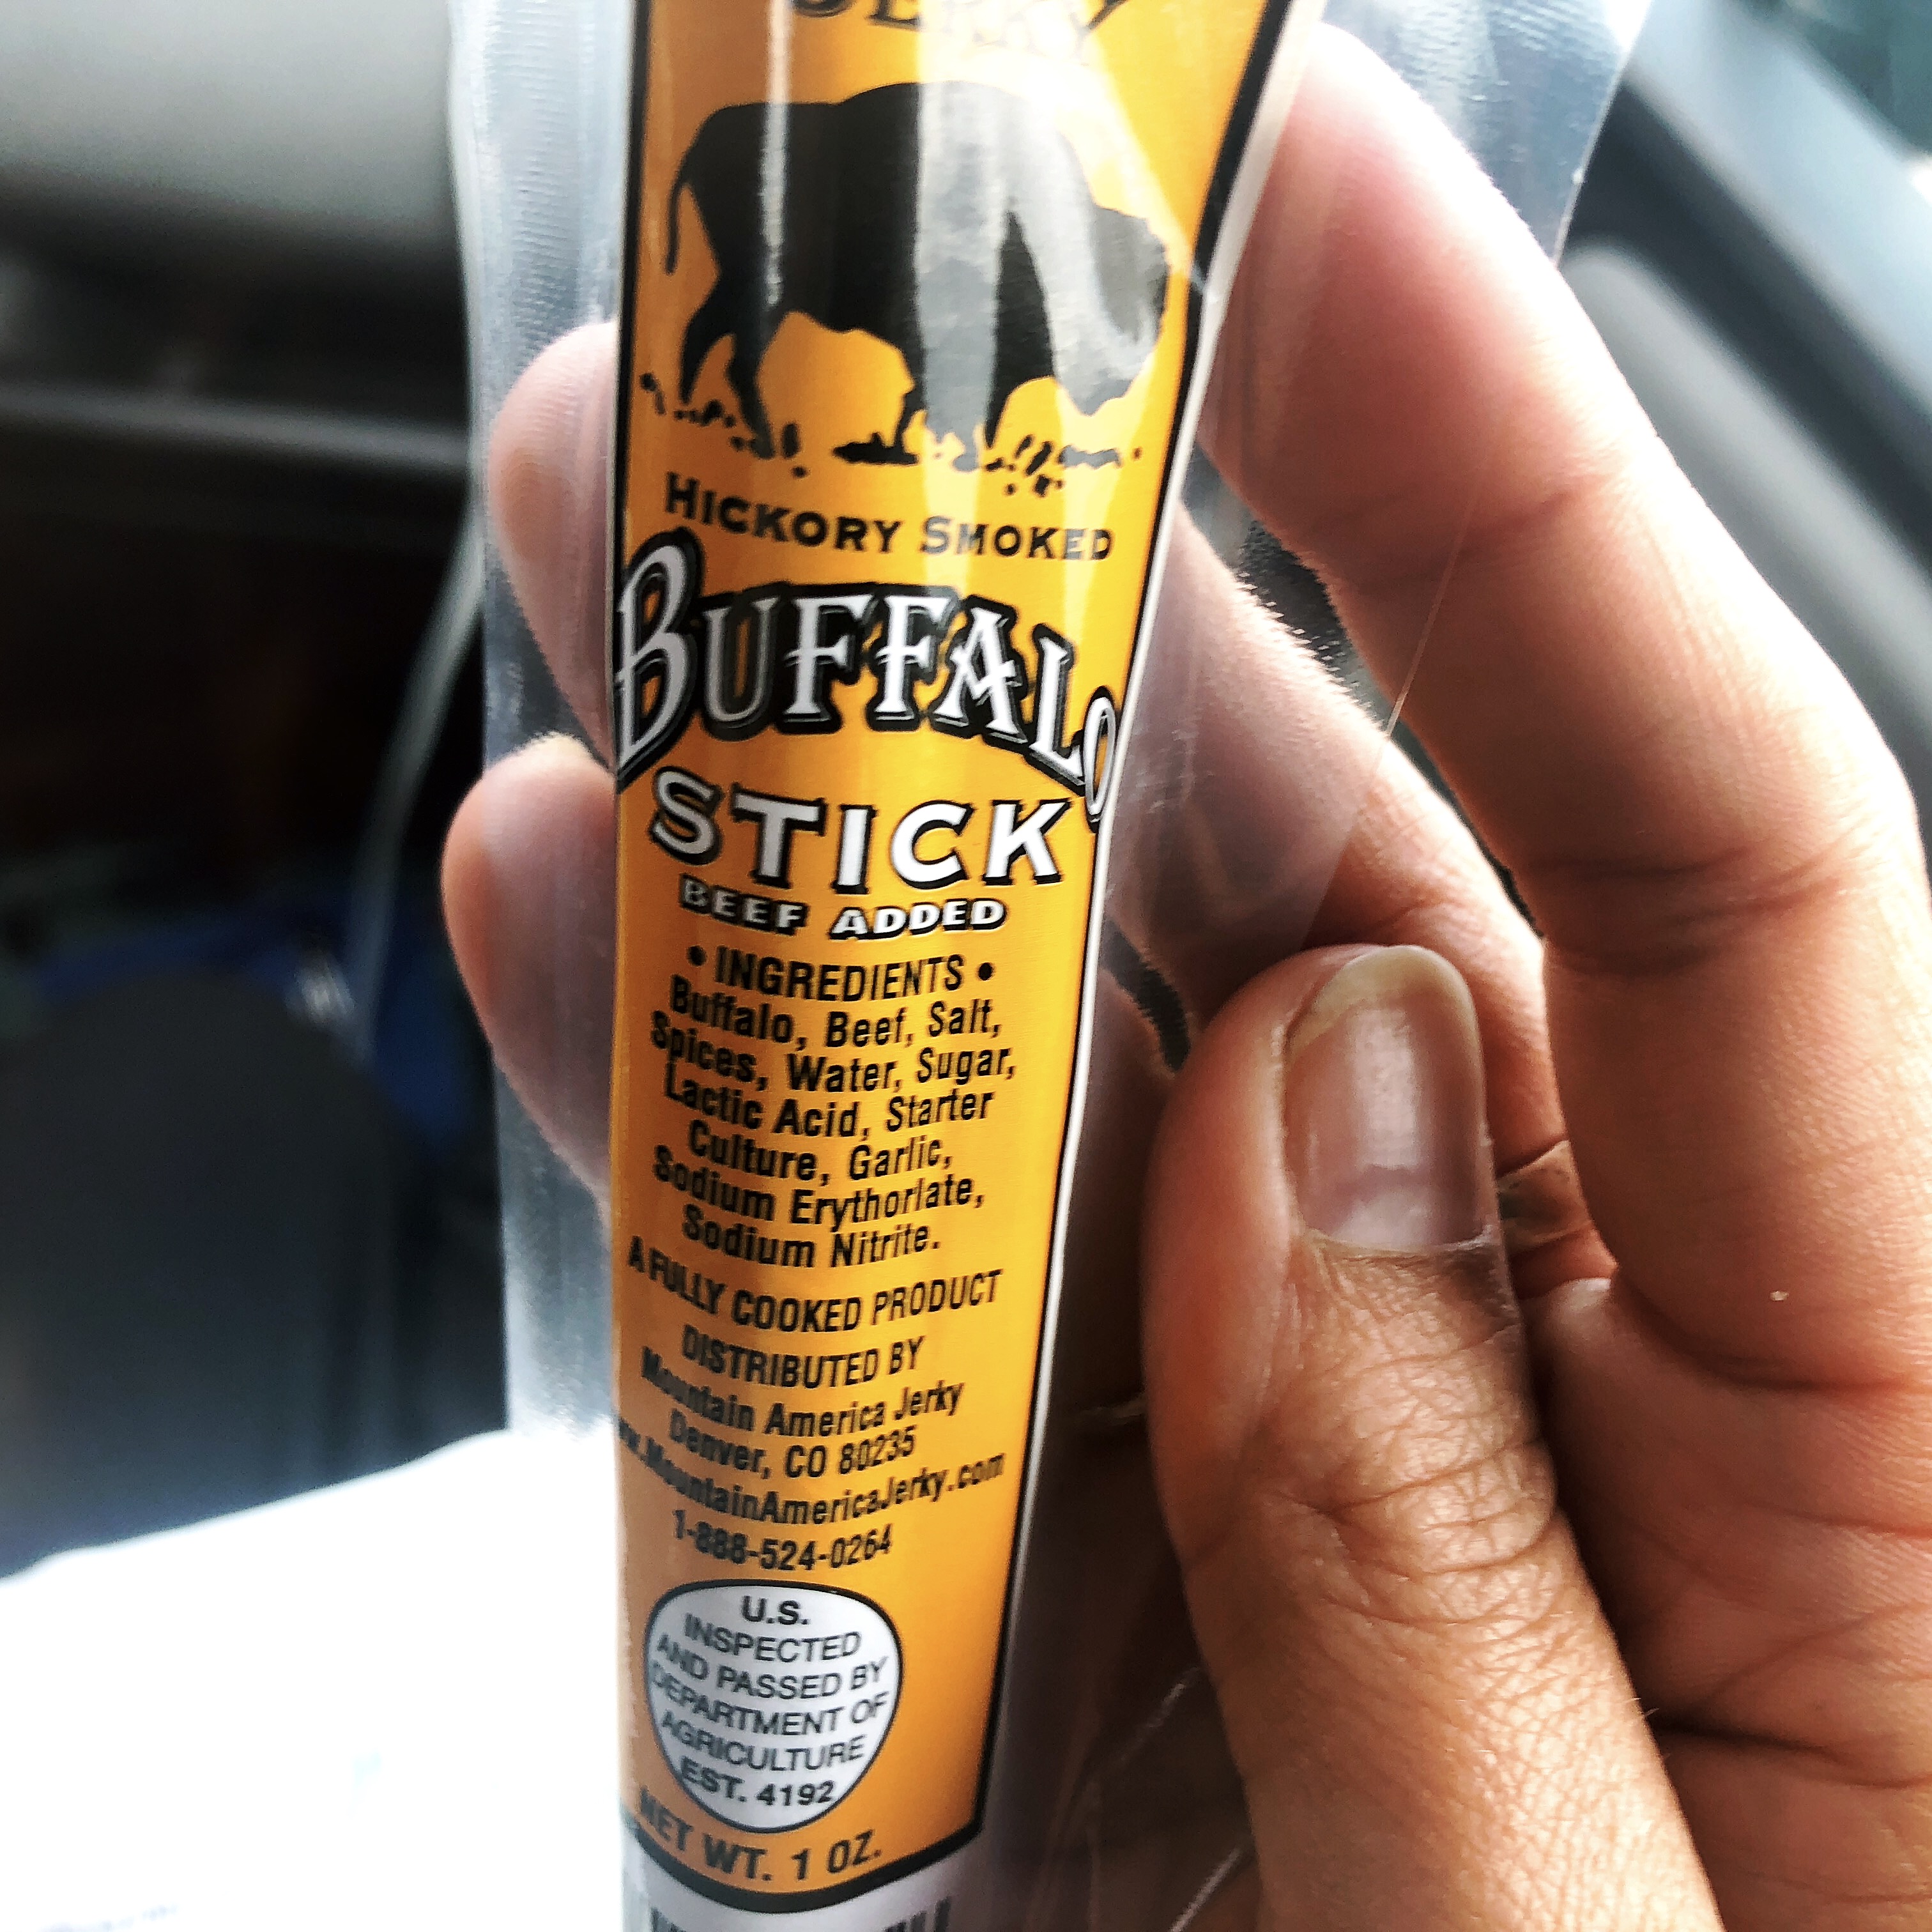 JERKY
HICKORY SMOKED
BUFFALO
STICK
BEEF ADDED
• INGREDIENTS •
Buffalo, Beef, Salt,
Spices, Water, Sugar,
Lactic Acid, Starter
Culture, Garlic,
Sodium Erythorlate,
Sodium Nitrite.
A FULLY COOKED PRODUCT
DISTRIBUTED BY
Mountain America Jerky
Denver, CO 80235
w.MountainAmericaJerky.com
1-888-524-0264
U.S.
INSPECTED
AND PASSED BY
DEPARTMENT OF
AGRICULTURE
EST. 4192
NET WT. 1 OZ.